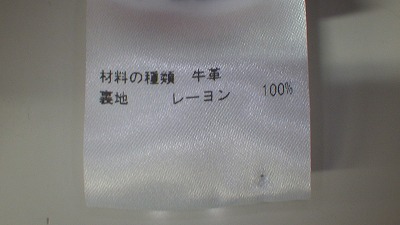 材料の種類 牛革
裏地 レーヨン 100%